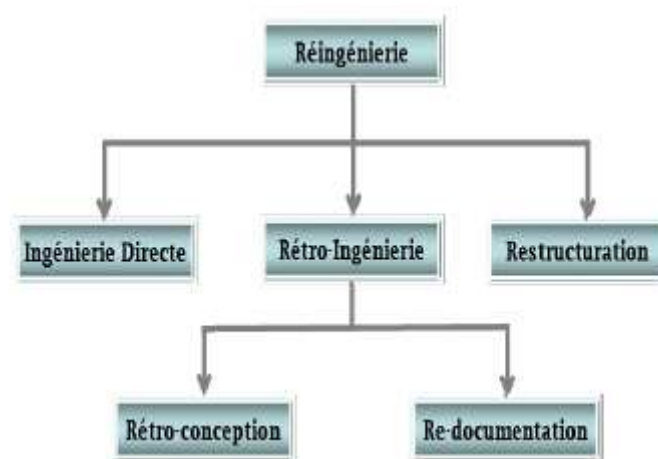 Réingénierie
Ingénierie Directe
Rétro-Ingénierie
Restructuration
Rétro-conception
Re-documentation